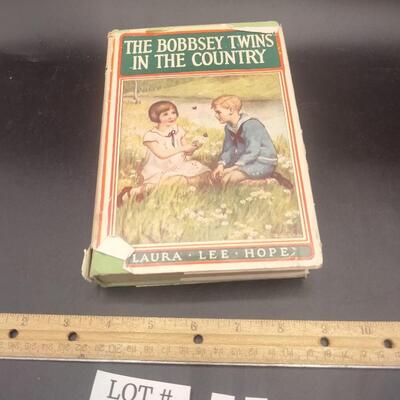 THE BOBBSEY TWINS
IN THE COUNTRY
LAURA · LEE · HOPE
LOT #